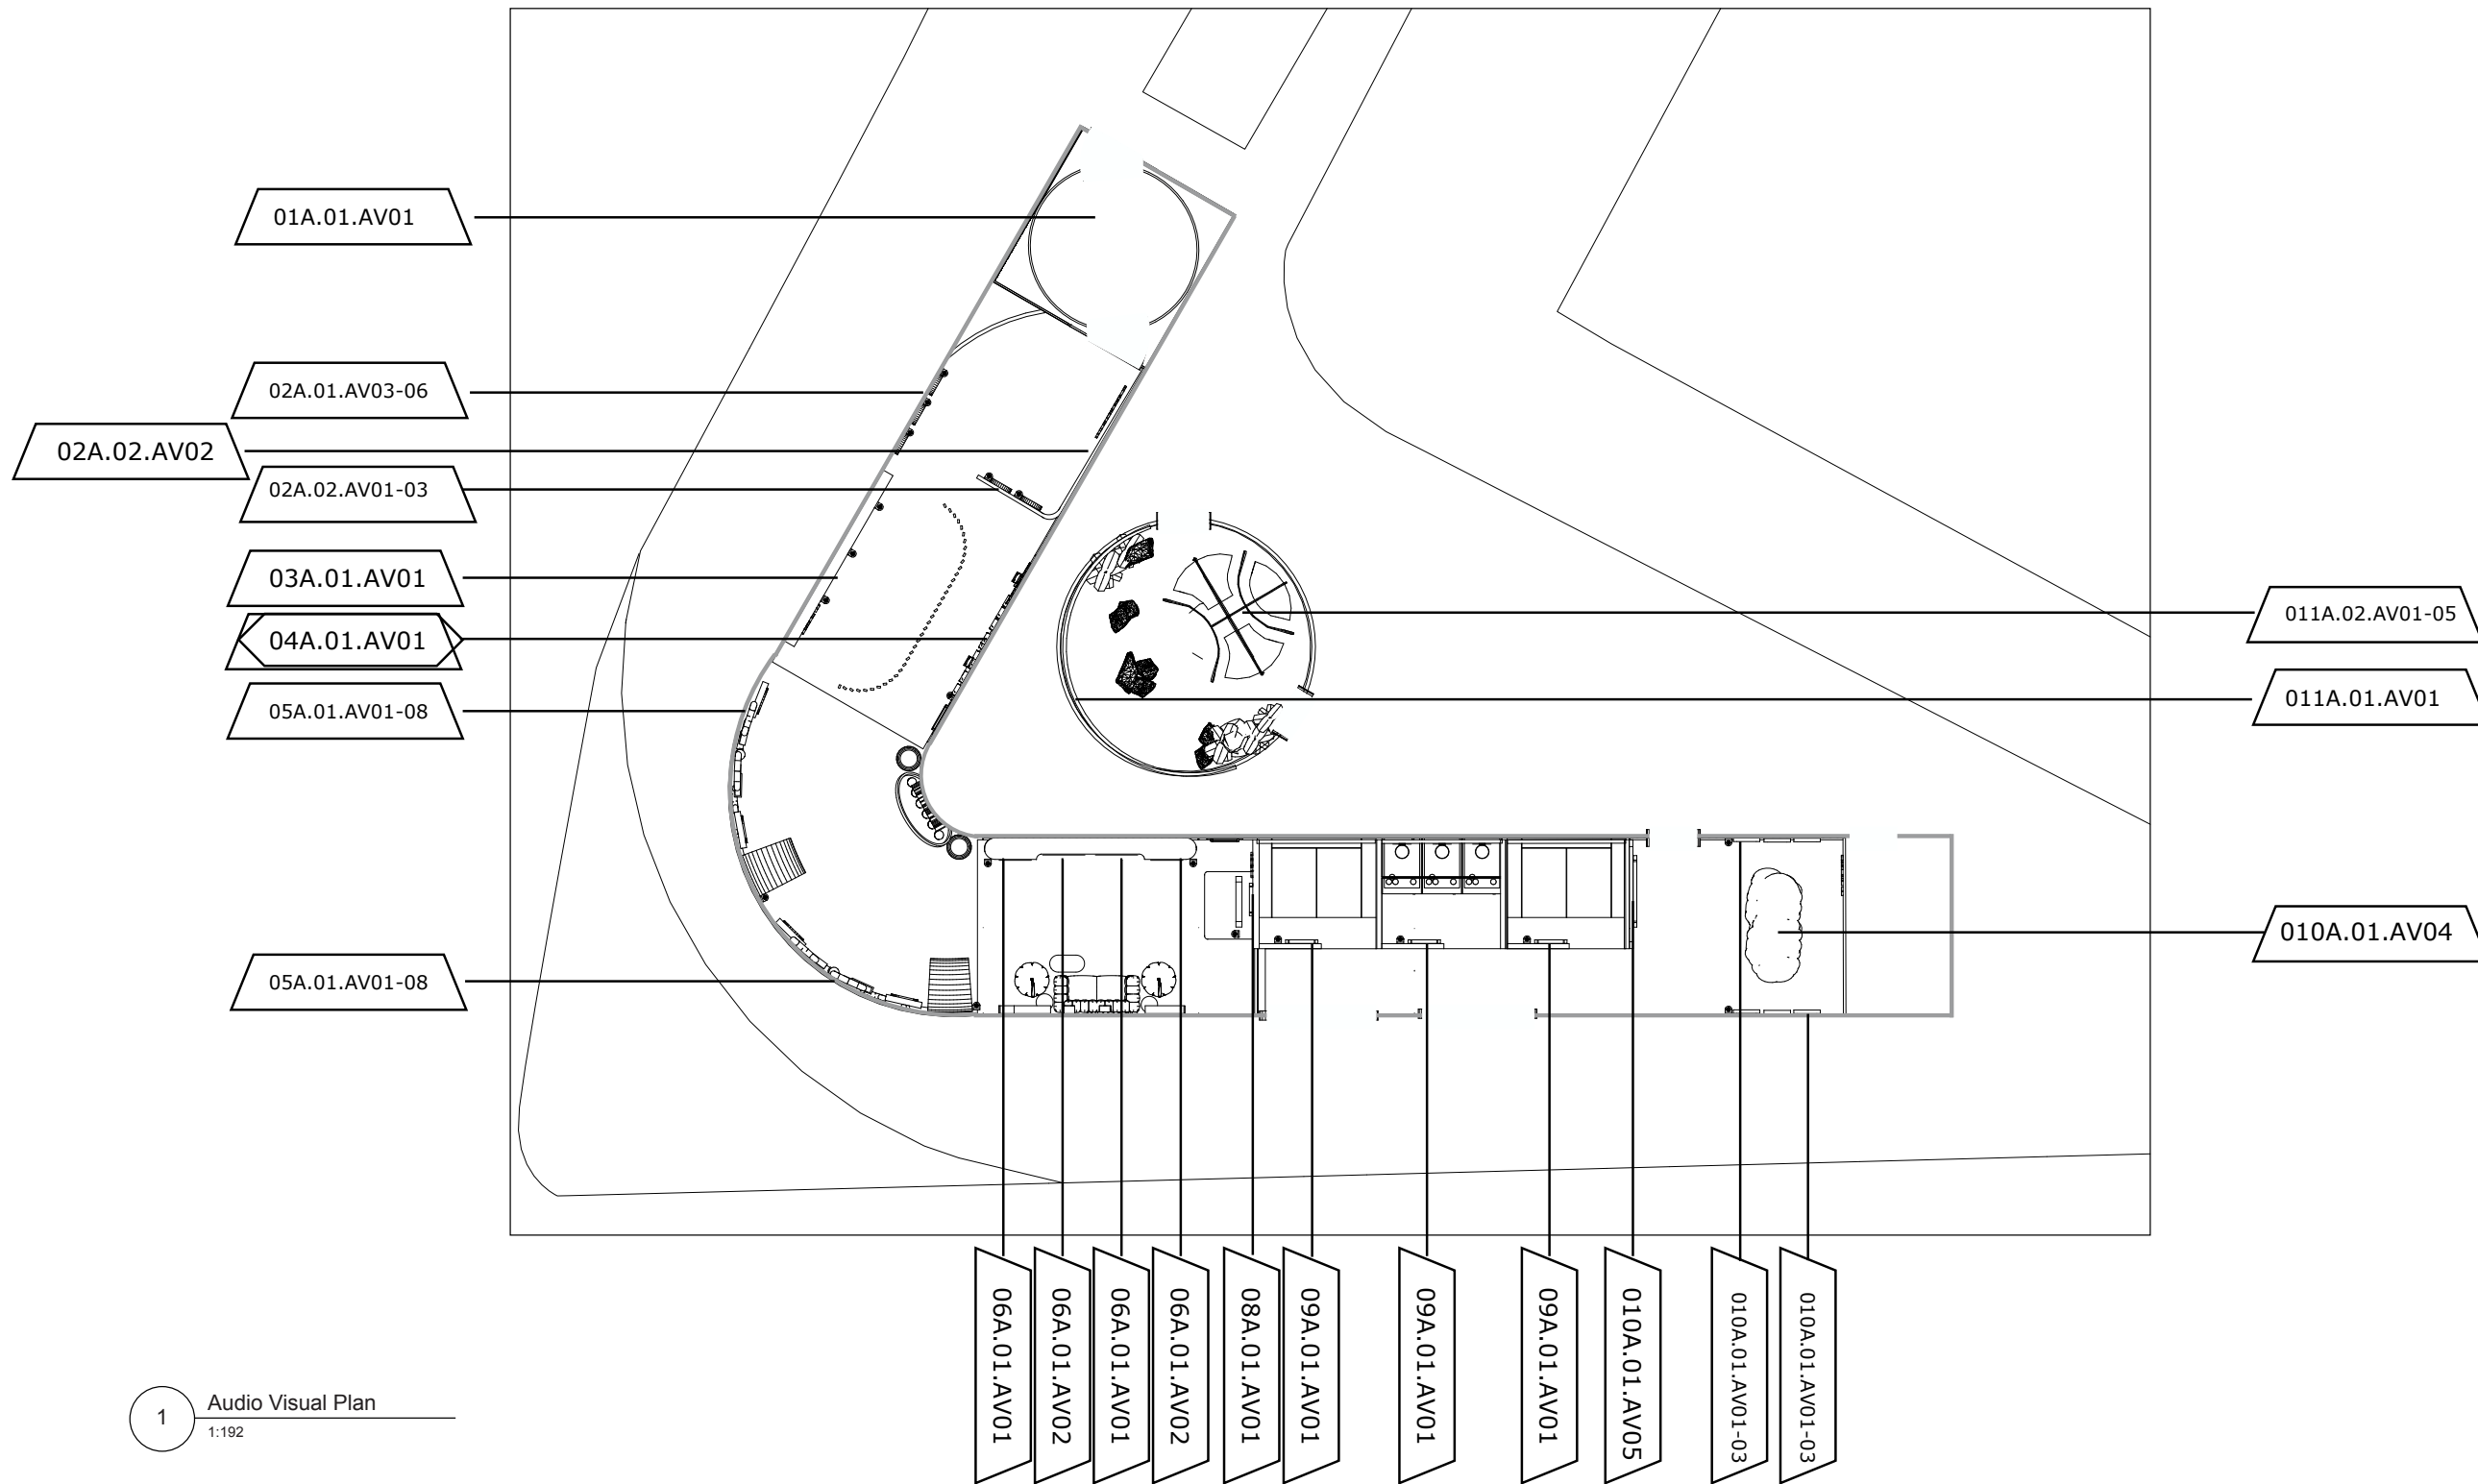 01A.01.AV01
02A.01.AV03-06
02A.02.AV02
02A.02.AV01-03
03A.01.AV01
04A.01.AV01
05A.01.AV01-08
05A.01.AV01-08
011A.02.AV01-05
011A.01.AV01
010A.01.AV04
06A.01.AV01
06A.01.AV02
06A.01.AV01
06A.01.AV02
08A.01.AV01
09A.01.AV01
09A.01.AV01
09A.01.AV01
010A.01.AV05
010A.01.AV01-03
010A.01.AV01-03
1
Audio Visual Plan
1:192